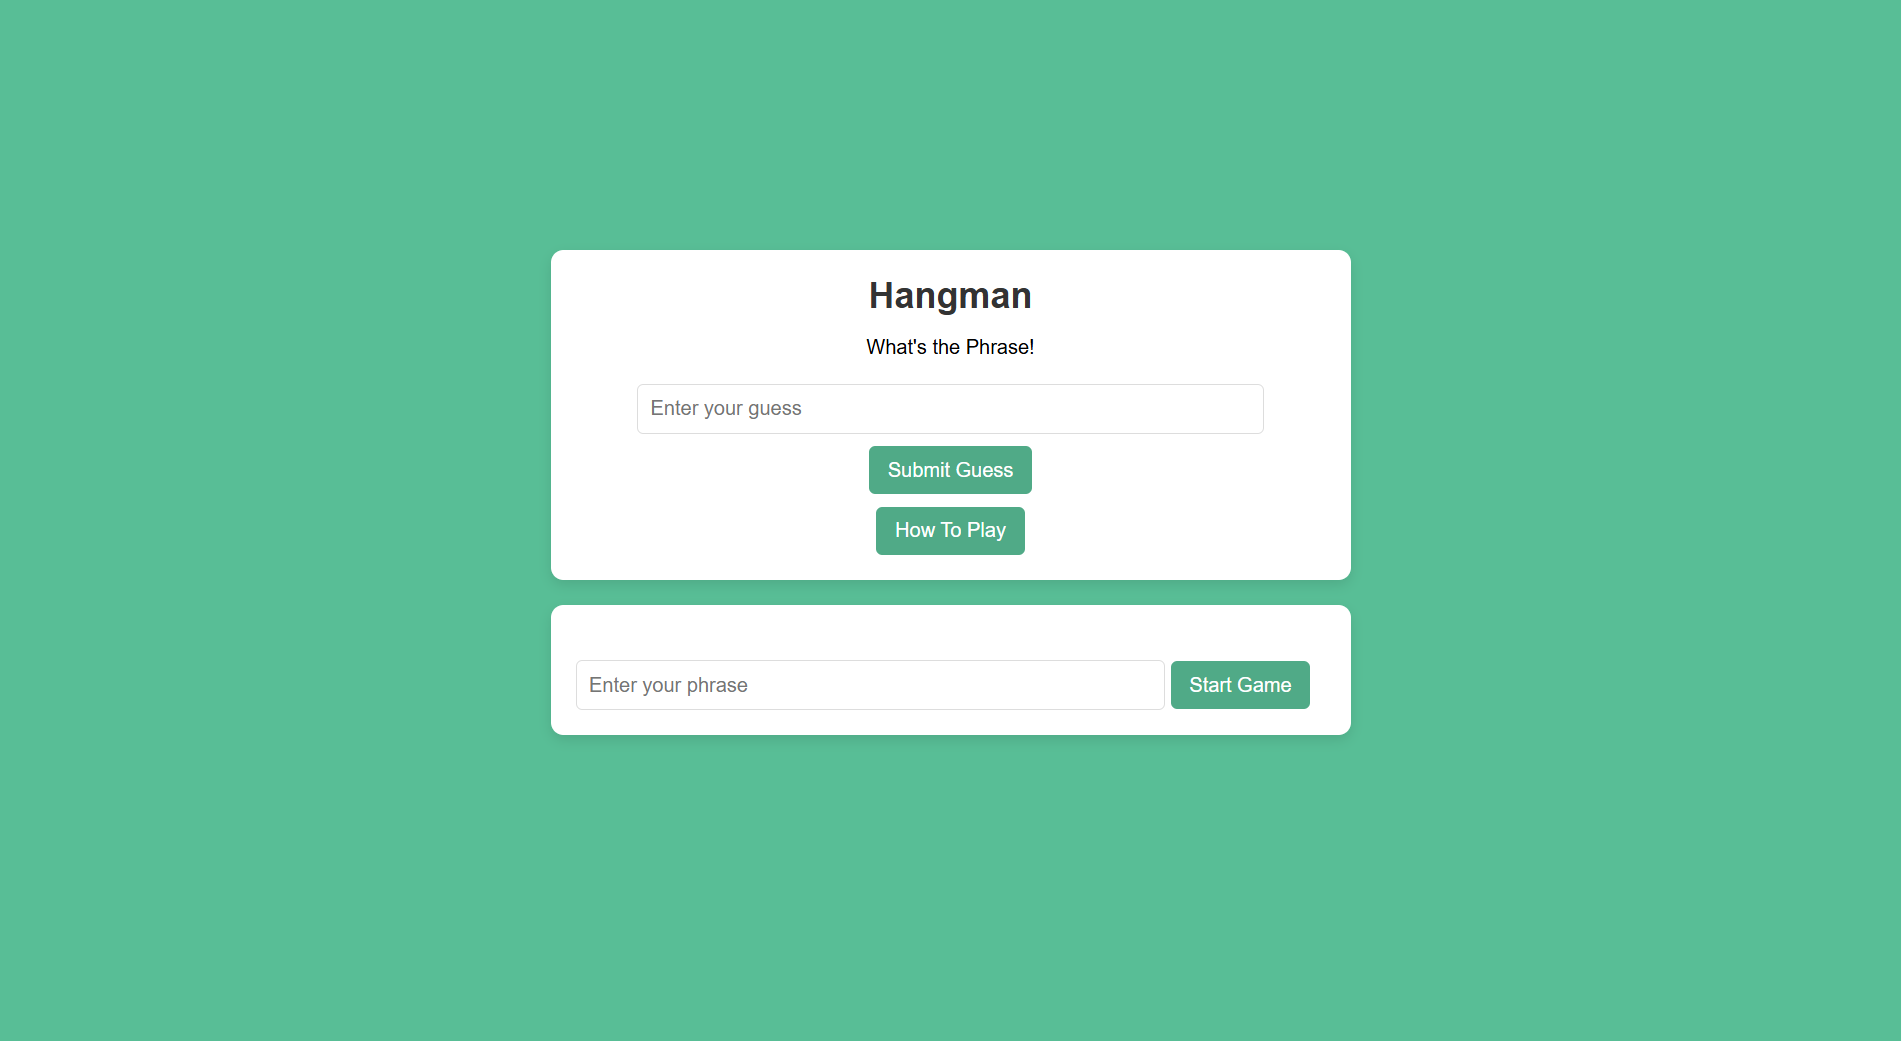 Hangman
What's the Phrase!
Enter your guess
Submit Guess
How To Play
Enter your phrase Start Game